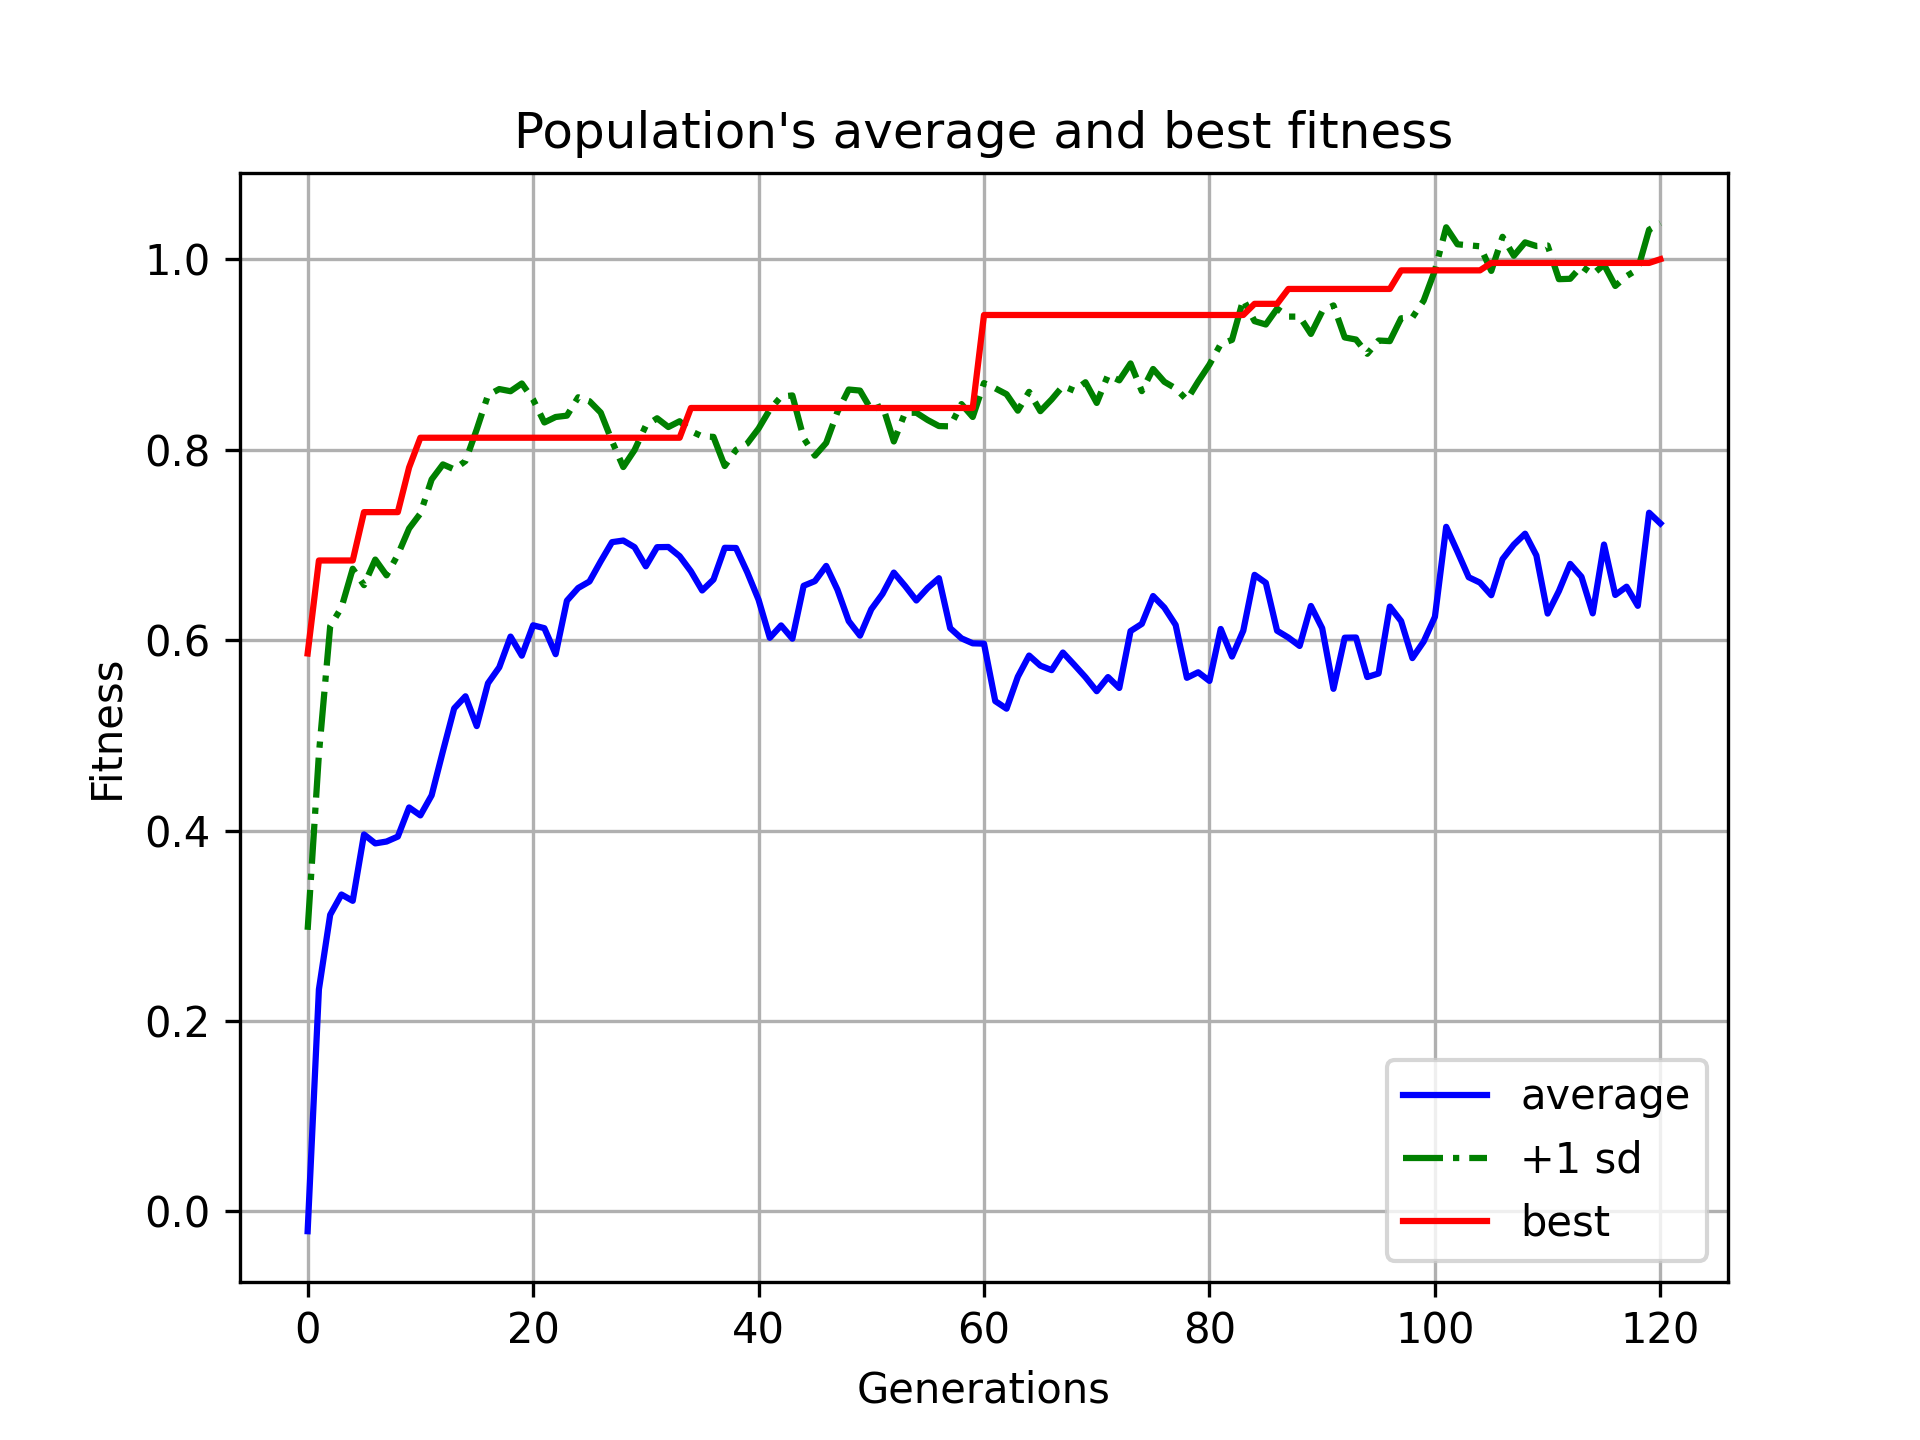 Population's average and best fitness
Fitness
1.0
0.8
0.6
0.4
0.2
0.0
average
+1 sd
best
0 20 40 60 80 100 120
Generations